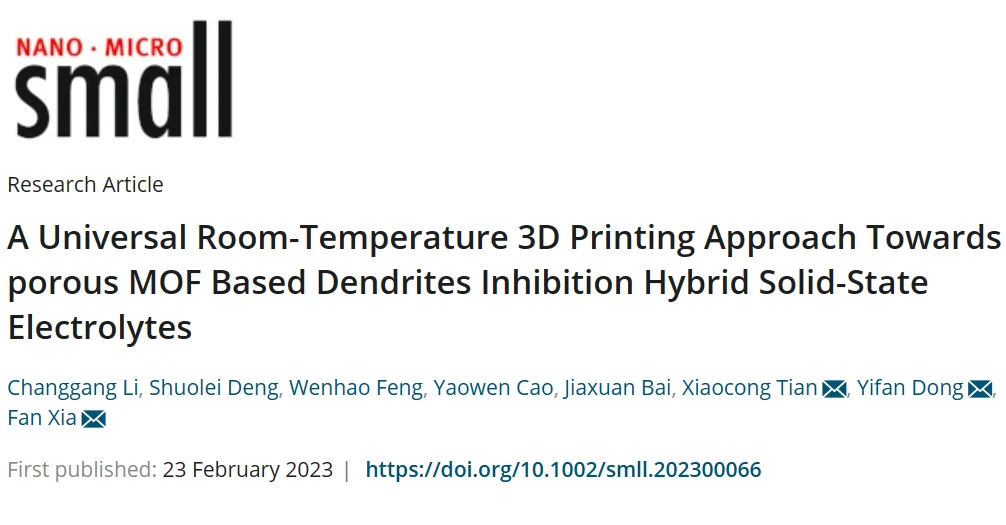 NANO · MICRO
small
Research Article
A Universal Room-Temperature 3D Printing Approach Towards
porous MOF Based Dendrites Inhibition Hybrid Solid-State
Electrolytes
Changgang Li, Shuolei Deng, Wenhao Feng, Yaowen Cao, Jiaxuan Bai, Xiaocong Tian, Yifan Dong,
Fan Xia
First published: 23 February 2023 | https://doi.org/10.1002/smll.202300066